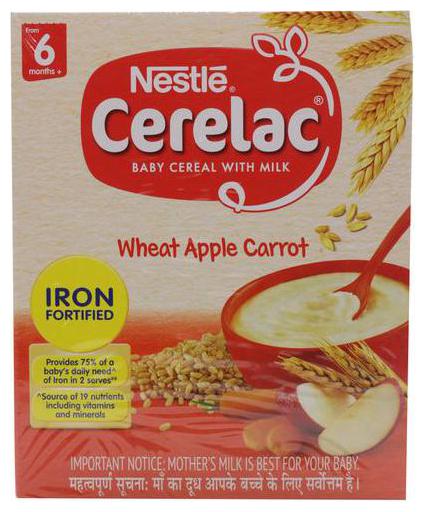 From
6
months +
Nestlé®
Cerelac®
BABY CEREAL WITH MILK
Wheat Apple Carrot
IRON
FORTIFIED
Provides 75% of a
baby's daily need^
of Iron in 2 serves**
^Source of 19 nutrients
including vitamins
and minerals
IMPORTANT NOTICE: MOTHER'S MILK IS BEST FOR YOUR BABY.
महत्वपूर्ण सूचना: माँ का दूध आपके बच्चे के लिए सर्वोत्तम है।